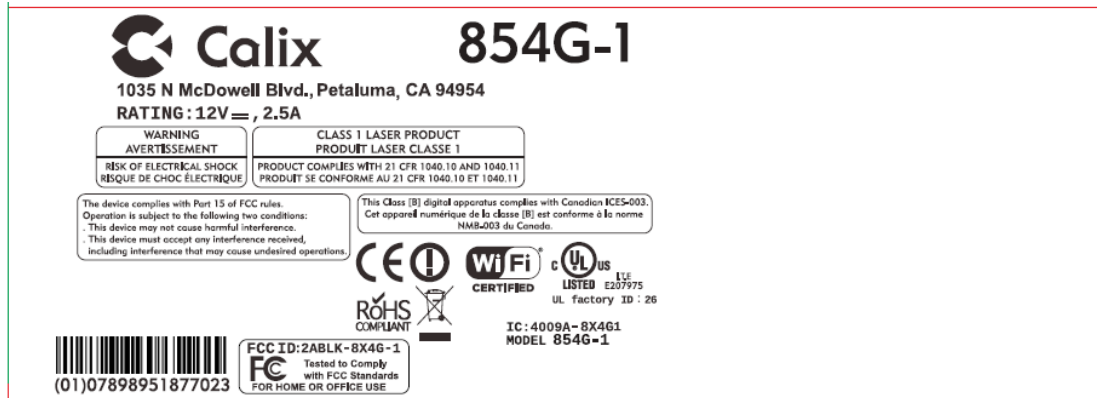 Calix 854G-1
1035 N McDowell Blvd., Petaluma, CA 94954
RATING:12V⎓, 2.5A
WARNING
AVERTISSEMENT
RISK OF ELECTRICAL SHOCK
RISQUE DE CHOC ÉLECTRIQUE
CLASS 1 LASER PRODUCT
PRODUIT LASER CLASSE 1
PRODUCT COMPLIES WITH 21 CFR 1040.10 AND 1040.11
PRODUIT SE CONFORME AU 21 CFR 1040.10 ET 1040.11
The device complies with Part 15 of FCC rules.
Operation is subject to the following two conditions:
. This device may not cause harmful interference.
. This device must accept any interference received,
including interference that may cause undesired operations.
This Class [B] digital apparatus complies with Canadian ICES-003.
Cet appareil numérique de la classe [B] est conforme à la norme
NMB-003 du Canada.
CE
Wi Fi®
CERTIFIED
C UL US
LISTED
I.T.E
E207975
UL factory ID : 26
RoHS
COMPLIANT
IC:4009A-8X4G1
MODEL 854G-1
(01)07898951877023
FCC ID:2ABLK-8X4G-1
FC Tested to Comply
with FCC Standards
FOR HOME OR OFFICE USE